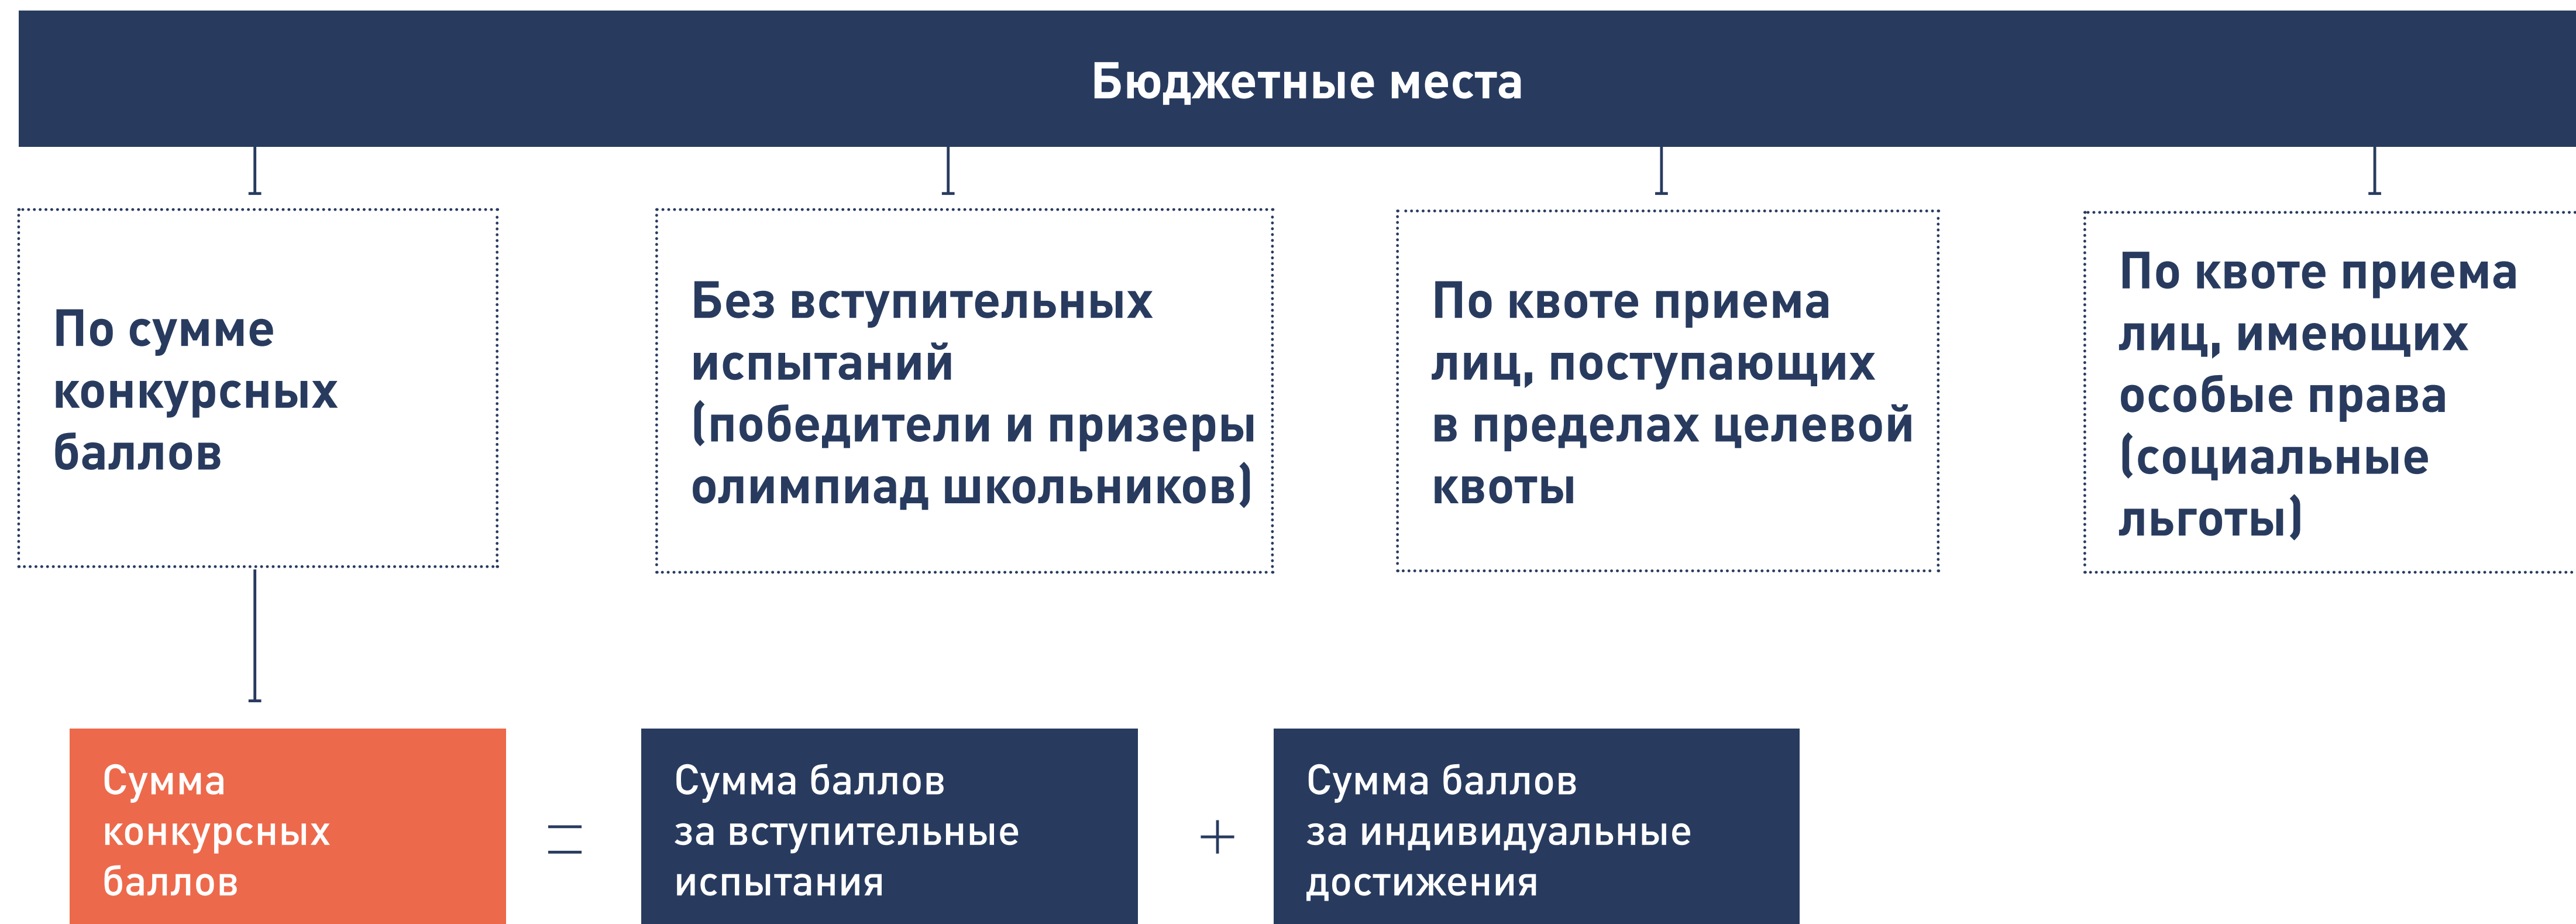 Бюджетные места
По сумме
конкурсных
баллов
Без вступительных
испытаний
(победители и призеры
олимпиад школьников)
По квоте приема
лиц, поступающих
в пределах целевой
квоты
По квоте приема
лиц, имеющих
особые права
(социальные
льготы)
Сумма
конкурсных
баллов
=
Сумма баллов
за вступительные
испытания
+
Сумма баллов
за индивидуальные
достижения